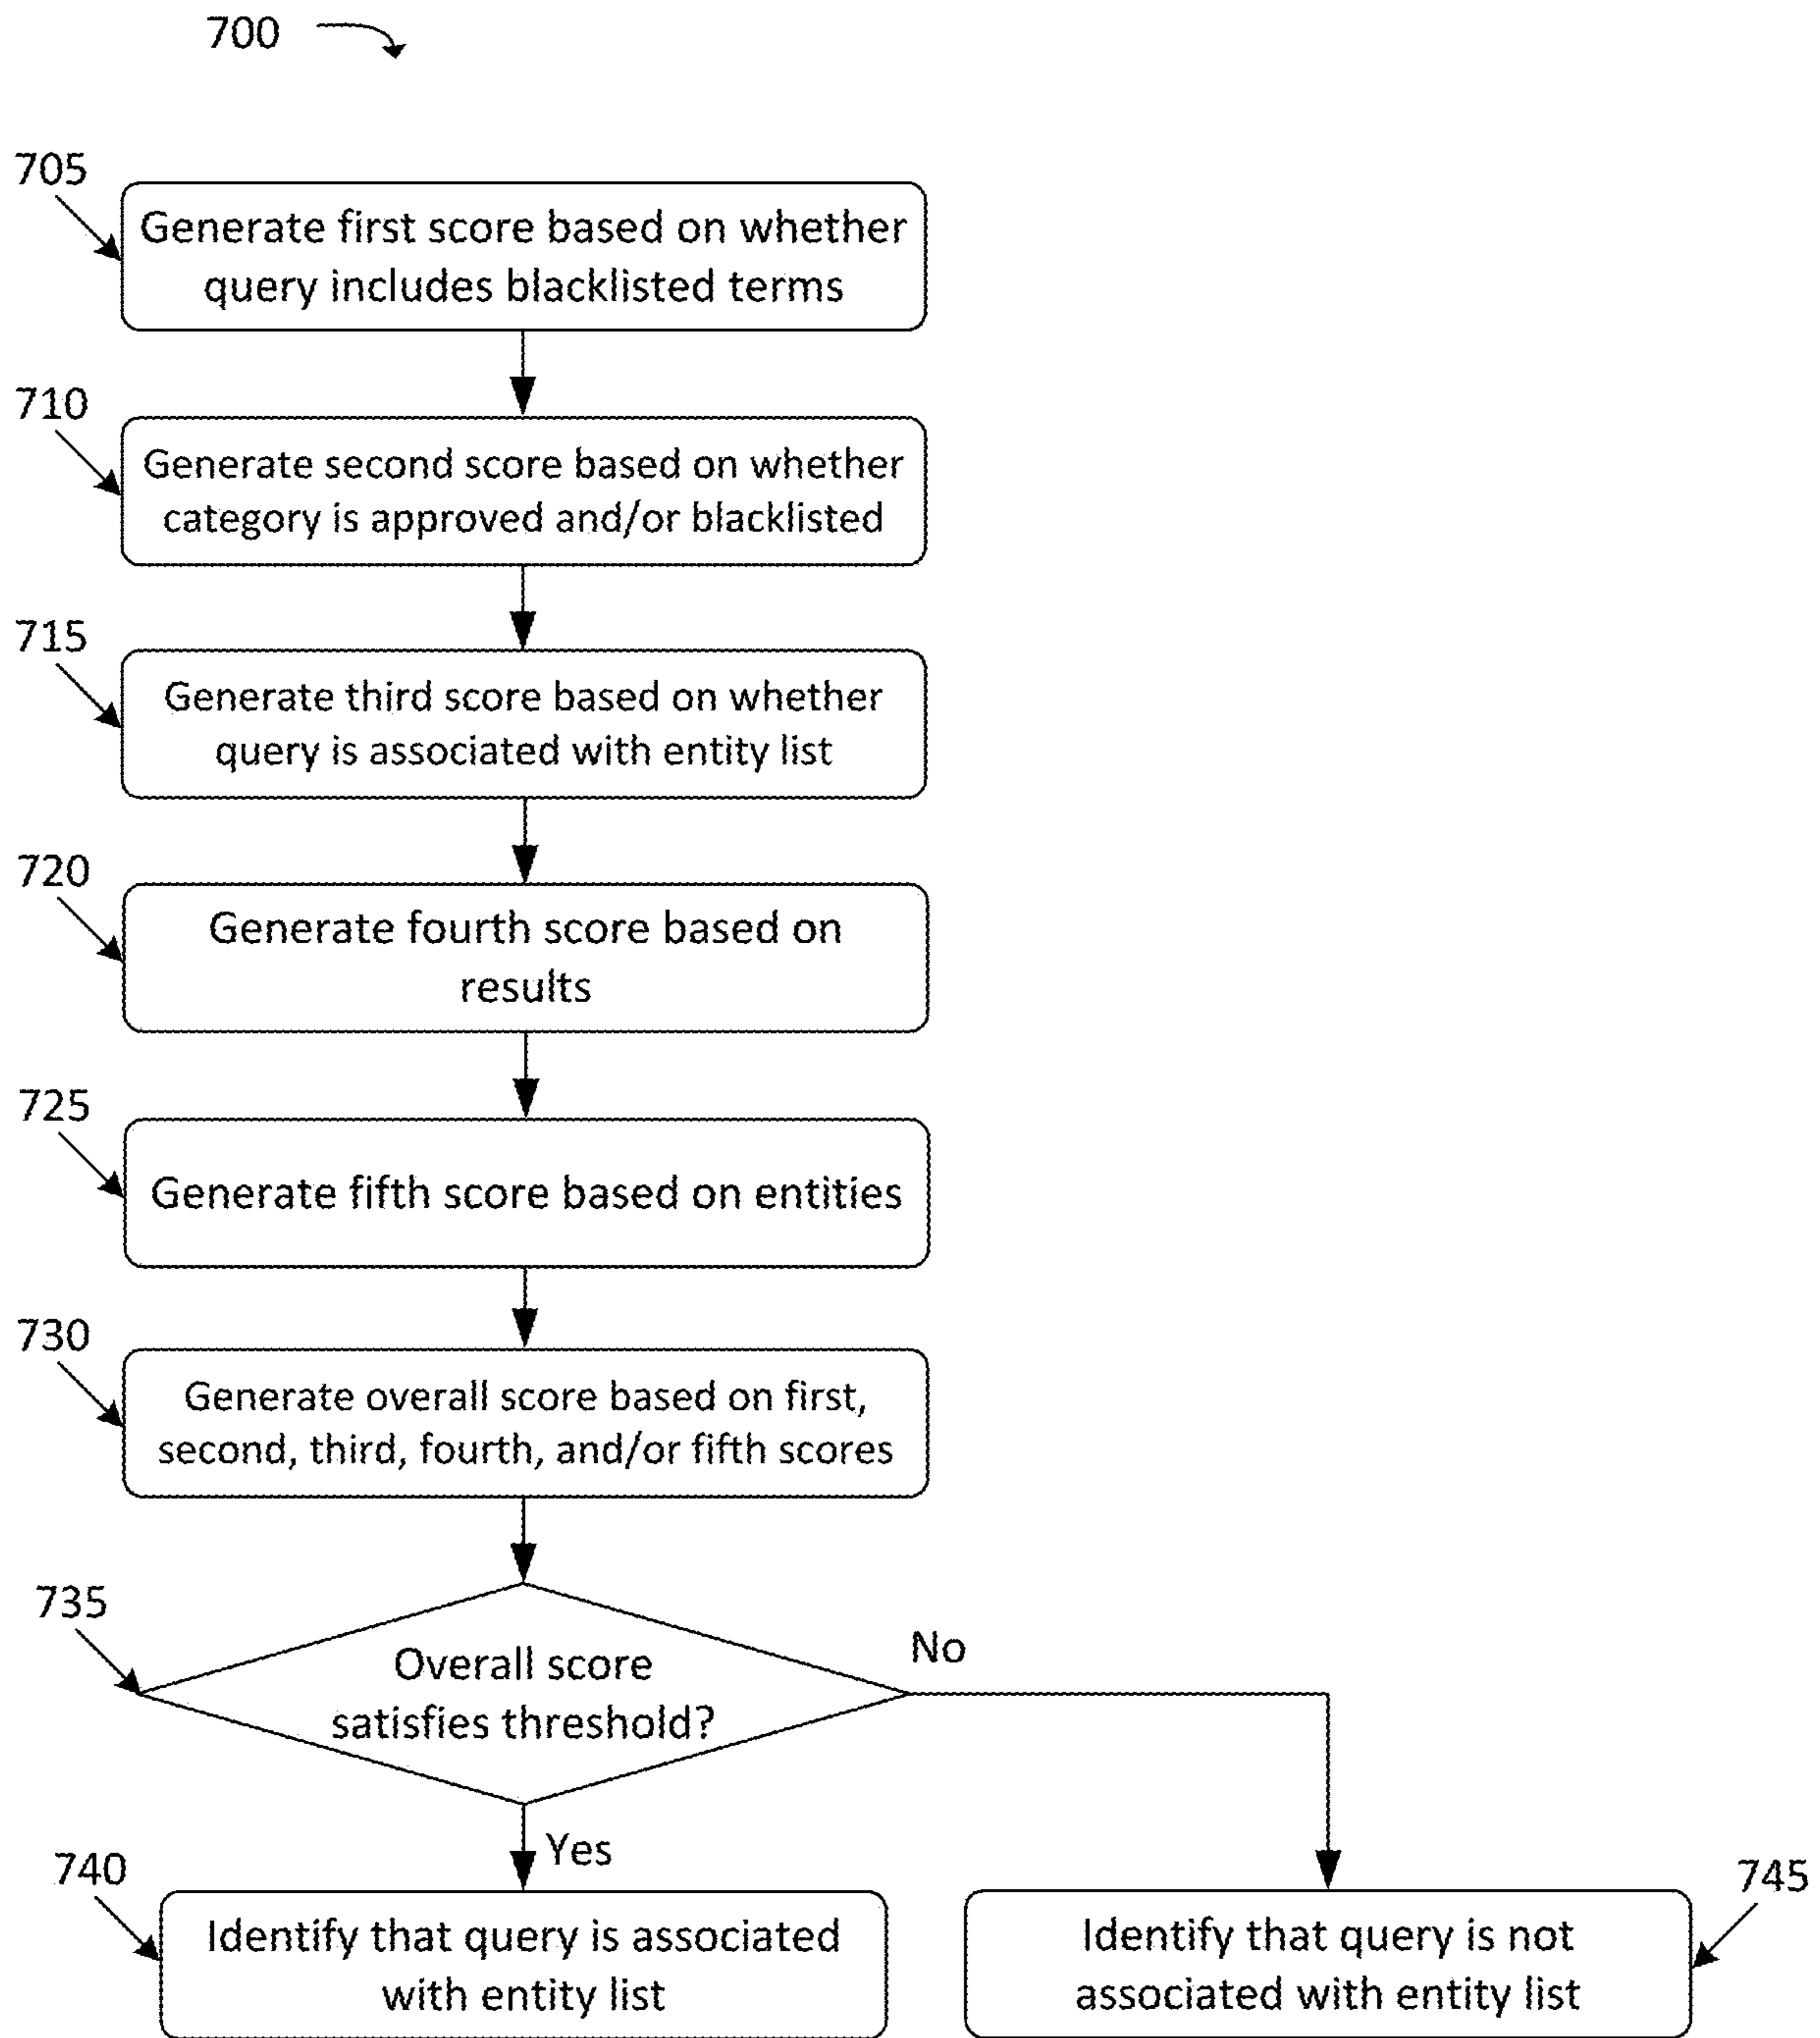 700
705
Generate first score based on whether
query includes blacklisted terms
710
Generate second score based on whether
category is approved and/or blacklisted
715
Generate third score based on whether
query is associated with entity list
720
Generate fourth score based on
results
725
Generate fifth score based on entities
730
Generate overall score based on first,
second, third, fourth, and/or fifth scores
735
Overall score
satisfies threshold?
No
Yes
740
Identify that query is associated
with entity list
745
Identify that query is not
associated with entity list